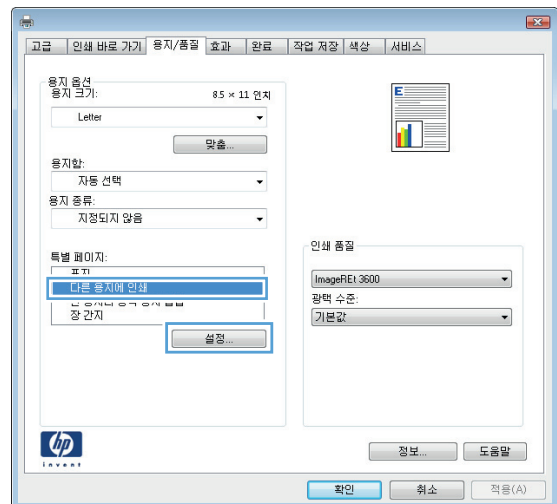 고급 인쇄 바로 가기 용지/품질 효과 완료 작업 저장 색상 서비스
용지 옵션
용지 크기: 8.5 × 11 인치
Letter
맞춤...
용지함:
자동 선택
용지 종류:
지정되지 않음
특별 페이지:
표지
다른 용지에 인쇄
장 간지
설정...
E
인쇄 품질
ImageREt 3600
광택 수준:
기본값
hp
invent
정보... 도움말
확인 취소 적용(A)